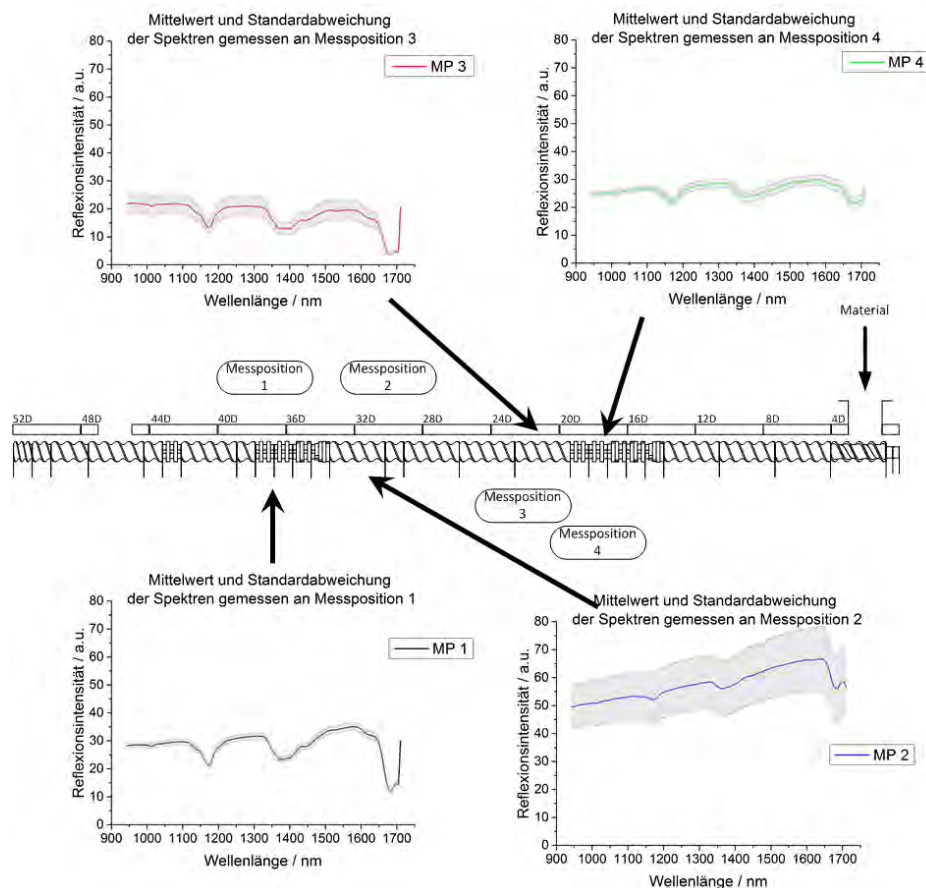 Mittelwert und Standardabweichung
der Spektren gemessen an Messposition 3
80
70
60
50
40
30
20
10
0
Reflexionsintensität / a.u.
MP 3
900 1000 1100 1200 1300 1400 1500 1600 1700
Wellenlänge / nm
Mittelwert und Standardabweichung
der Spektren gemessen an Messposition 4
80
70
60
50
40
30
20
10
0
Reflexionsintensität / a.u.
MP 4
900 1000 1100 1200 1300 1400 1500 1600 1700
Wellenlänge / nm
Material
Messposition
1
Messposition
2
52D 48D 44D 40D 36D 32D 28D 24D 20D 16D 12D 8D 4D
Messposition
3
Messposition
4
Mittelwert und Standardabweichung
der Spektren gemessen an Messposition 1
80
70
60
50
40
30
20
10
0
Reflexionsintensität / a.u.
MP 1
900 1000 1100 1200 1300 1400 1500 1600 1700
Wellenlänge / nm
Mittelwert und Standardabweichung
der Spektren gemessen an Messposition 2
80
70
60
50
40
30
20
10
0
Reflexionsintensität / a.u.
MP 2
900 1000 1100 1200 1300 1400 1500 1600 1700
Wellenlänge / nm